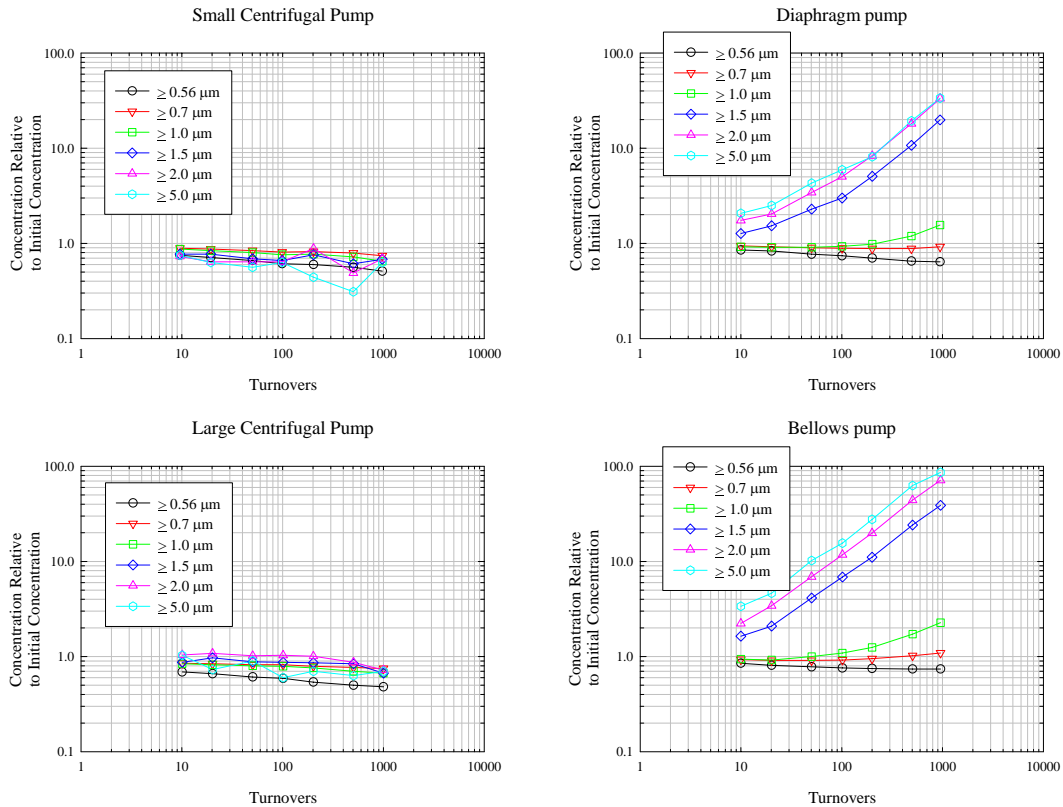 Small Centrifugal Pump
Concentration Relative
to Initial Concentration
100.0
10.0
1.0
0.1
≥ 0.56 μm
≥ 0.7 μm
≥ 1.0 μm
≥ 1.5 μm
≥ 2.0 μm
≥ 5.0 μm
1 10 100 1000 10000
Turnovers
Diaphragm pump
Concentration Relative
to Initial Concentration
100.0
10.0
1.0
0.1
≥ 0.56 μm
≥ 0.7 μm
≥ 1.0 μm
≥ 1.5 μm
≥ 2.0 μm
≥ 5.0 μm
1 10 100 1000 10000
Turnovers
Large Centrifugal Pump
Concentration Relative
to Initial Concentration
100.0
10.0
1.0
0.1
≥ 0.56 μm
≥ 0.7 μm
≥ 1.0 μm
≥ 1.5 μm
≥ 2.0 μm
≥ 5.0 μm
1 10 100 1000 10000
Turnovers
Bellows pump
Concentration Relative
to Initial Concentration
100.0
10.0
1.0
0.1
≥ 0.56 μm
≥ 0.7 μm
≥ 1.0 μm
≥ 1.5 μm
≥ 2.0 μm
≥ 5.0 μm
1 10 100 1000 10000
Turnovers